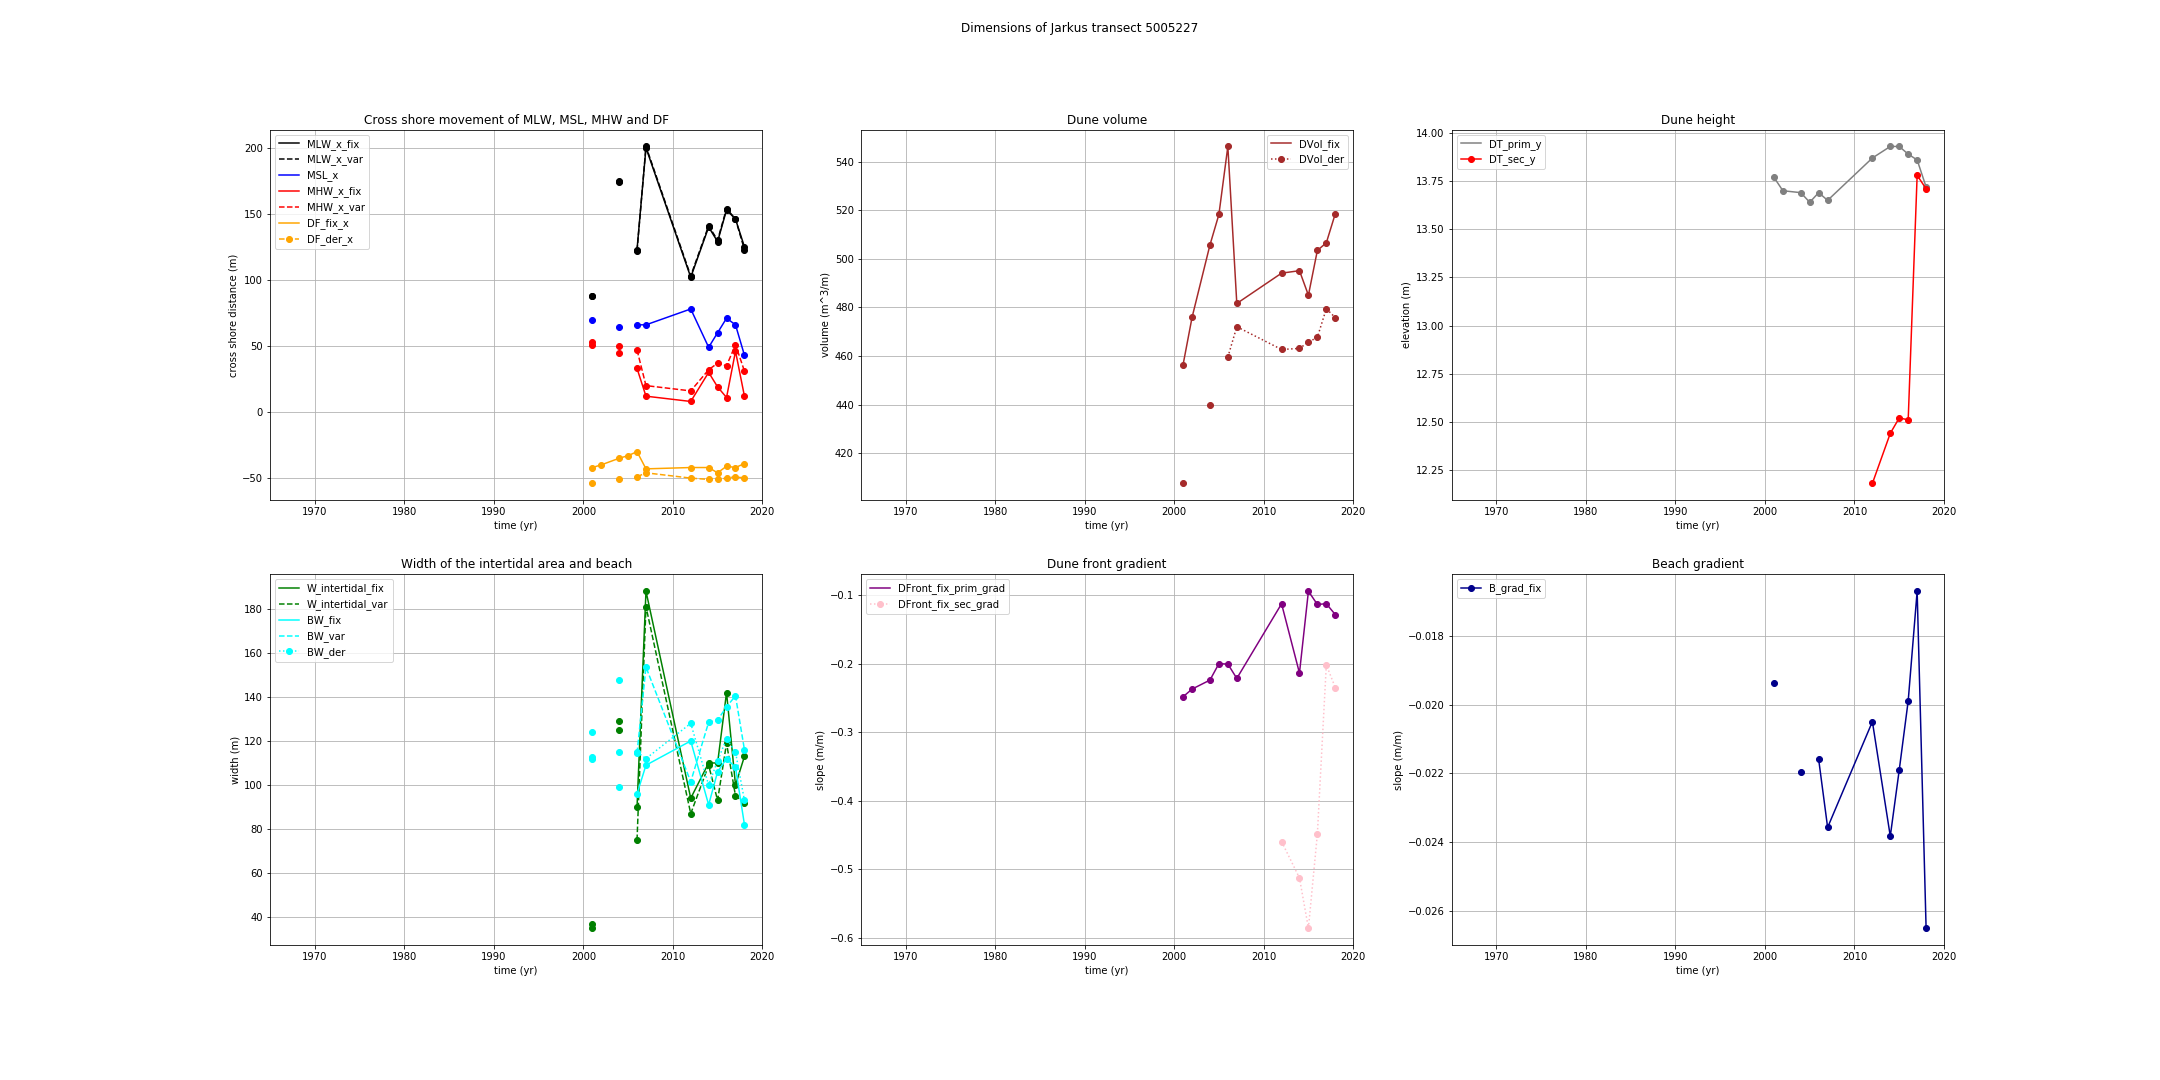 Dimensions of Jarkus transect 5005227
Cross shore movement of MLW, MSL, MHW and DF
MLW_x_fix
MLW_x_var
MSL_x
MHW_x_fix
MHW_x_var
DF_fix_x
DF_der_x
200
150
100
50
0
−50
cross shore distance (m)
1970 1980 1990 2000 2010 2020
time (yr)
Dune volume
DVol_fix
DVol_der
540
520
500
480
460
440
420
volume (m^3/m)
1970 1980 1990 2000 2010 2020
time (yr)
Dune height
DT_prim_y
DT_sec_y
14.00
13.75
13.50
13.25
13.00
12.75
12.50
12.25
elevation (m)
1970 1980 1990 2000 2010 2020
time (yr)
Width of the intertidal area and beach
W_intertidal_fix
W_intertidal_var
BW_fix
BW_var
BW_der
180
160
140
120
100
80
60
40
width (m)
1970 1980 1990 2000 2010 2020
time (yr)
Dune front gradient
DFront_fix_prim_grad
DFront_fix_sec_grad
−0.1
−0.2
−0.3
−0.4
−0.5
−0.6
slope (m/m)
1970 1980 1990 2000 2010 2020
time (yr)
Beach gradient
B_grad_fix
−0.018
−0.020
−0.022
−0.024
−0.026
slope (m/m)
1970 1980 1990 2000 2010 2020
time (yr)